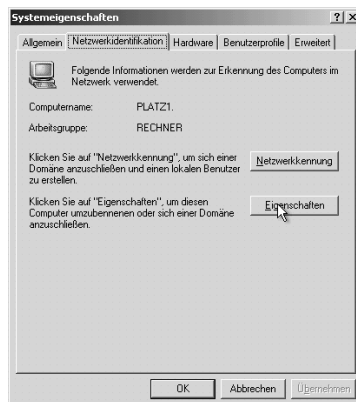 Systemeigenschaften
Allgemein Netzwerkidentifikation Hardware Benutzerprofile Erweitert
Folgende Informationen werden zur Erkennung des Computers im
Netzwerk verwendet.
Computername: PLATZ1.
Arbeitsgruppe: RECHNER
Klicken Sie auf "Netzwerkkennung", um sich einer
Domäne anzuschließen und einen lokalen Benutzer
zu erstellen.
Netzwerkkennung
Klicken Sie auf "Eigenschaften", um diesen
Computer umzubennenen oder sich einer Domäne
anzuschließen.
Eigenschaften
OK Abbrechen Übernehmen